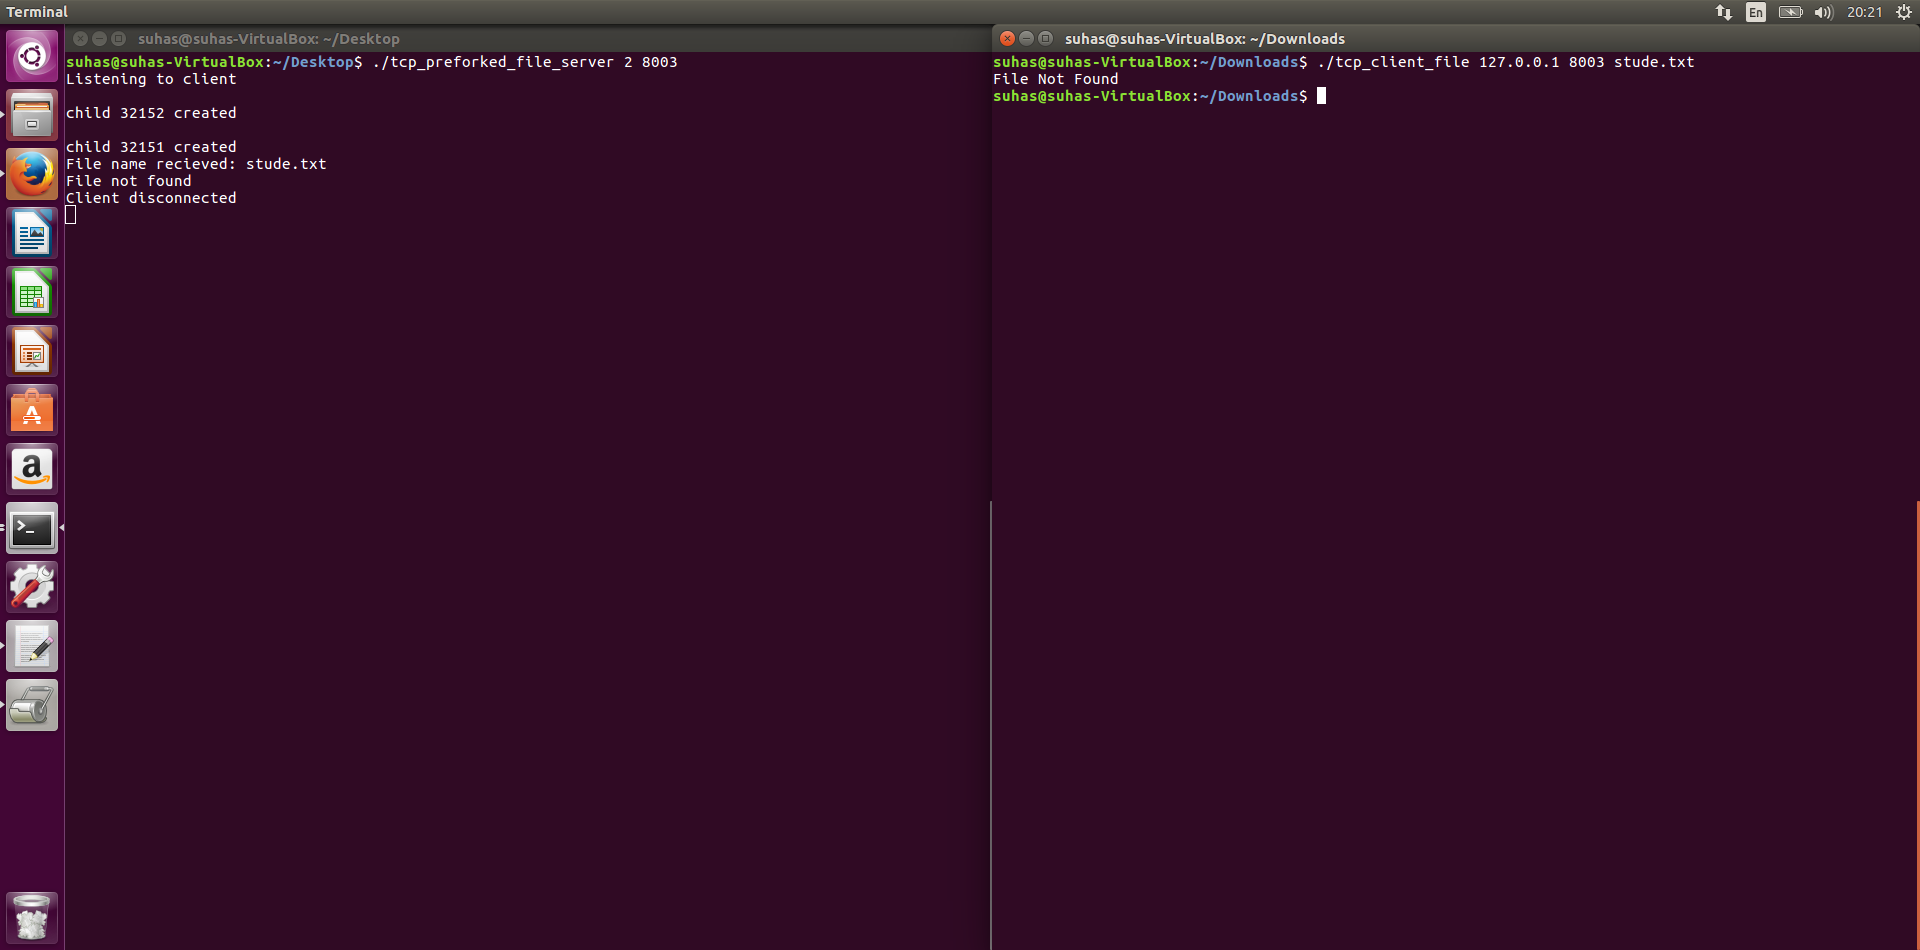 Terminal
En
20:21
suhas@suhas-VirtualBox: ~/Desktop
suhas@suhas-VirtualBox:~/Desktop$ ./tcp_preforked_file_server 2 8003
Listening to client
child 32152 created
child 32151 created
File name recieved: stude.txt
File not found
Client disconnected
suhas@suhas-VirtualBox: ~/Downloads
suhas@suhas-VirtualBox:~/Downloads$ ./tcp_client_file 127.0.0.1 8003 stude.txt
File Not Found
suhas@suhas-VirtualBox:~/Downloads$